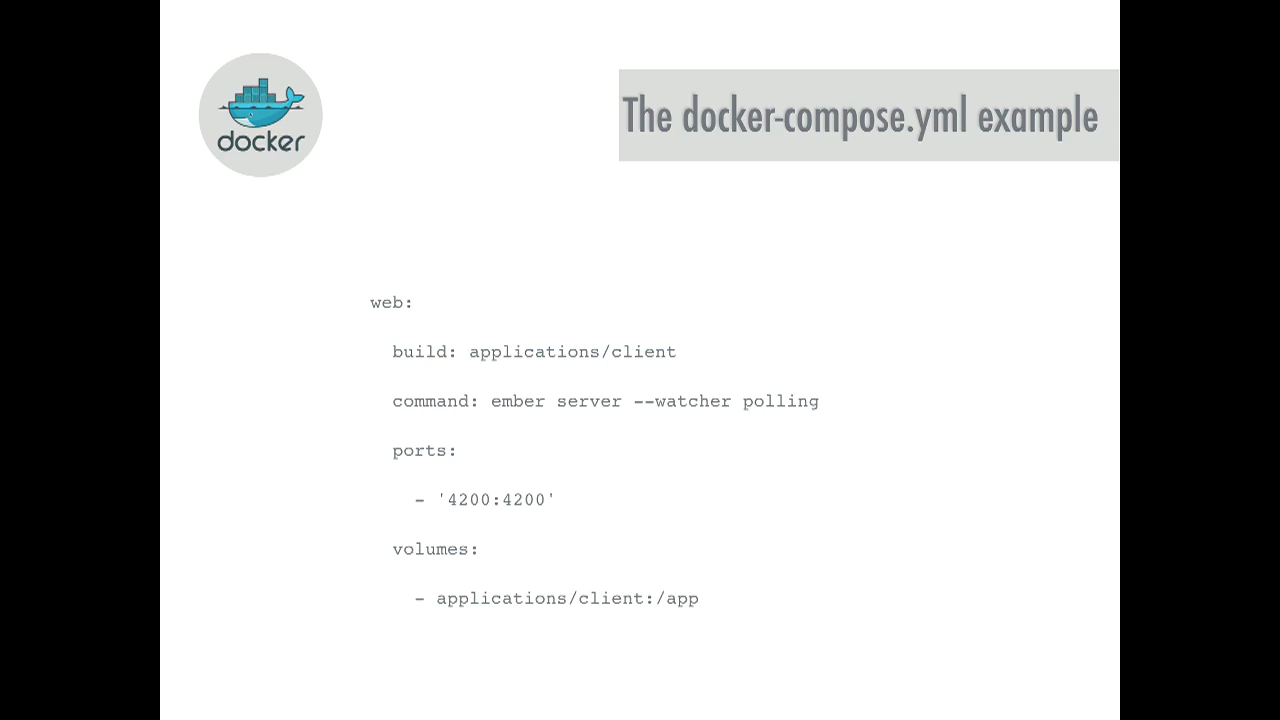 docker
The docker-compose.yml example
web:
build: applications/client
command: ember server --watcher polling
ports:
- '4200:4200'
volumes:
- applications/client:/app